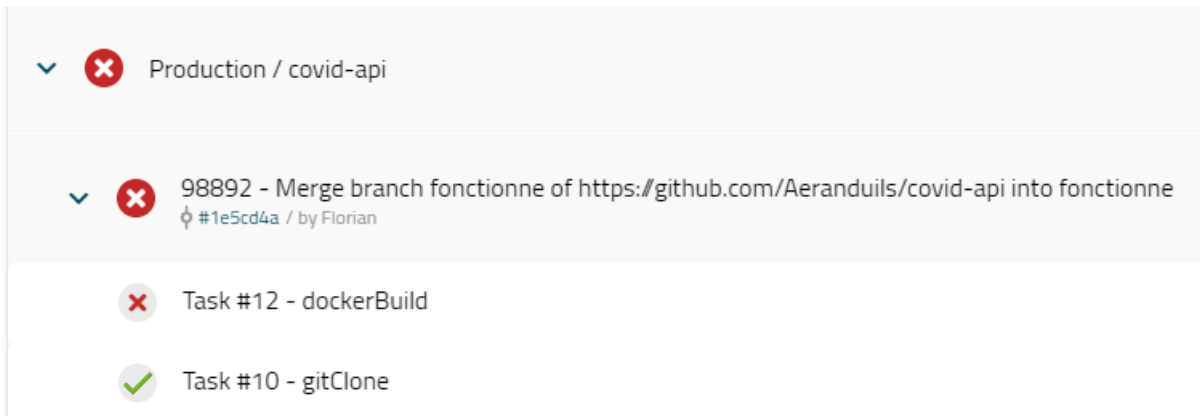 Production / covid-api
98892 - Merge branch fonctionne of https://github.com/Aeranduils/covid-api into fonctionne
#1e5cd4a / by Florian
Task #12 - dockerBuild
Task #10 - gitClone